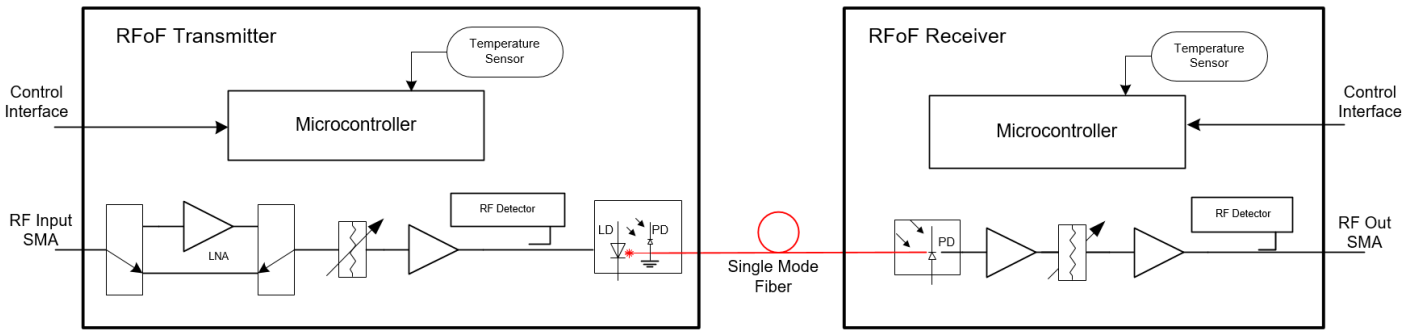 RFoF Transmitter
Temperature
Sensor
Control
Interface
Microcontroller
RF Input
SMA
LNA
RF Detector
LD
PD
Single Mode
Fiber
RFoF Receiver
Temperature
Sensor
Microcontroller
Control
Interface
PD
RF Detector
RF Out
SMA